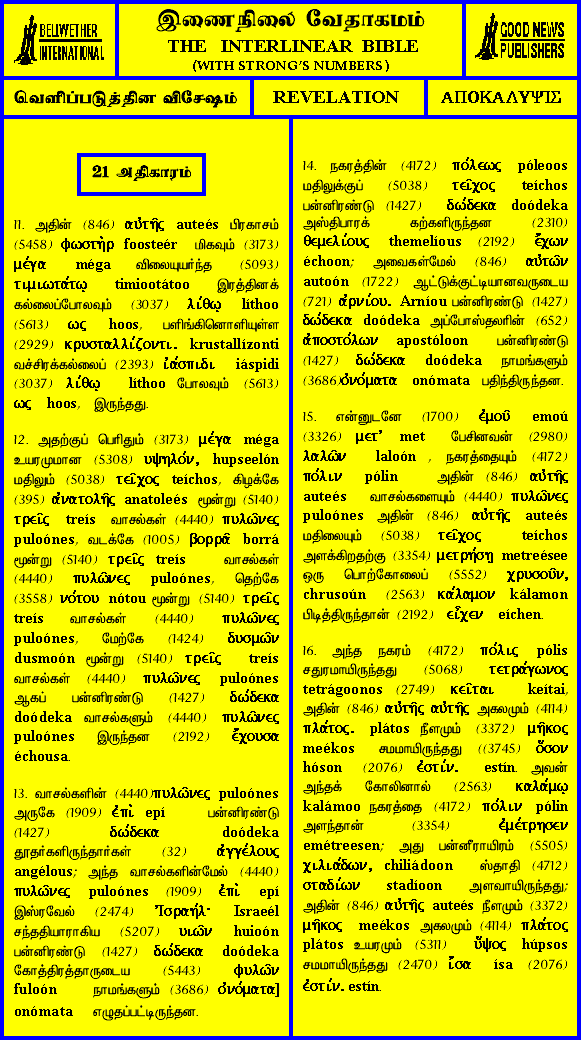 BELLWETHER
INTERNATIONAL
இணைநிலை வேதாகமம்
THE INTERLINEAR BIBLE
(WITH STRONG'S NUMBERS)
GOOD NEWS
PUBLISHERS
வெளிப்படுத்தின விசேஷம்
REVELATION
ΑΠΟΚΑΛΥΨΙΣ
21 அதிகாரம்
11. அதின் (846) αὐτῆς auteés பிரகாசம்
(5458) φωστὴρ foosteér மிகவும் (3173)
μέγα méga விலையுயர்ந்த (5093)
τιμιωτάτῳ timiootátoo இரத்தினக்
கல்லைப்போலவும் (3037) λίθῳ líthoo
(5613) ως hoos, பளிங்கினொளியுள்ள
(2929) κρυσταλλίζοντι. krustallízonti
வச்சிரக்கல்லைப் (2393) ἰάσπιδι iáspidi
(3037) λίθῳ líthoo போலவும் (5613)
ως hoos, இருந்தது.
12. அதற்குப் பெரிதும் (3173) μέγα méga
உயரமுமான (5308) υψηλόν, hupseelón
மதிலும் (5038) τεῖχος teíchos, கிழக்கே
(395) ἀνατολῆς anatoleés மூன்று (5140)
τρεῖς treís வாசல்கள் (4440) πυλῶνες
puloónes, வடக்கே (1005) βορρᾶ borrá
மூன்று (5140) τρεῖς treís வாசல்கள்
(4440) πυλῶνες puloónes, தெற்கே
(3558) νότου nótou மூன்று (5140) τρεῖς
treís வாசல்கள் (4440) πυλῶνες
puloónes, மேற்கே (1424) δυσμῶν
dusmoón மூன்று (5140) τρεῖς treís
வாசல்கள் (4440) πυλῶνες puloónes
ஆகப் பன்னிரண்டு (1427) δώδεκα
doódeka வாசல்களும் (4440) πυλῶνες
puloónes இருந்தன (2192) ἔχουσα
échousa.
13. வாசல்களின் (4440)πυλῶνες puloónes
அருகே (1909) ἐπὶ epí பன்னிரண்டு
(1427) δώδεκα doódeka
தூதர்களிருந்தார்கள் (32) ἀγγέλους
angélous; அந்த வாசல்களின்மேல் (4440)
πυλῶνες puloónes (1909) ἐπὶ epí
இஸ்ரவேல் (2474) Ἰσραήλ· Israeél
சந்ததியாராகிய (5207) υιῶν huioón
பன்னிரண்டு (1427) δώδεκα doódeka
கோத்திரத்தாருடைய (5443) φυλῶν
fuloón நாமங்களும் (3686) ὀνόματα]
onómata எழுதப்பட்டிருந்தன.
14. நகரத்தின் (4172) πόλεως póleoos
மதிலுக்குப் (5038) τεῖχος teíchos
பன்னிரண்டு (1427) δώδεκα doódeka
அஸ்திபாரக் கற்களிருந்தன (2310)
θεμελίους themelíous (2192) ἔχων
échoon; அவைகள்மேல் (846) αὐτῶν
autoón (1722) ஆட்டுக்குட்டியானவருடைய
(721) ἀρνίου. Arníou பன்னிரண்டு (1427)
δώδεκα doódeka அப்போஸ்தலரின் (652)
ἀποστόλων apostóloon பன்னிரண்டு
(1427) δώδεκα doódeka நாமங்களும்
(3686)ὀνόματα onómata பதிந்திருந்தன.
15. என்னுடனே (1700) ἐμοῦ emoú
(3326) μετ' met பேசினவன் (2980)
λαλῶν laloón , நகரத்தையும் (4172)
πόλιν pólin அதின் (846) αὐτῆς
auteés வாசல்களையும் (4440) πυλῶνες
puloónes அதின் (846) αὐτῆς auteés
மதிலையும் (5038) τεῖχος teíchos
அளக்கிறதற்கு (3354) μετρήσῃ metreésee
ஒரு பொற்கோலைப் (5552) χρυσοῦν,
chrusoún (2563) κάλαμον kálamon
பிடித்திருந்தான் (2192) εἶχεν eíchen.
16. அந்த நகரம் (4172) πόλις pólis
சதுரமாயிருந்தது (5068) τετράγωνος
tetrágoonos (2749) κεῖται keítai,
அதின் (846) αὐτῆς αὐτῆς அகலமும் (4114)
πλάτος. plátos நீளமும் (3372) μῆκος
meékos சமமாயிருந்தது ((3745) ὅσον
hóson (2076) ἐστίν. estín. அவன்
அந்தக் கோலினால் (2563) καλάμῳ
kalámoo நகரத்தை (4172) πόλιν pólin
அளந்தான் (3354) ἐμέτρησεν
emétreesen; அது பன்னீராயிரம் (5505)
χιλιάδων, chiliádoon ஸ்தாதி (4712)
σταδίων stadíoon அளவாயிருந்தது;
அதின் (846) αὐτῆς auteés நீளமும் (3372)
μῆκος meékos அகலமும் (4114) πλάτος
plátos உயரமும் (5311) ὕψος húpsos
சமமாயிருந்தது (2470) ἴσα ísa (2076)
ἐστίν. estín.